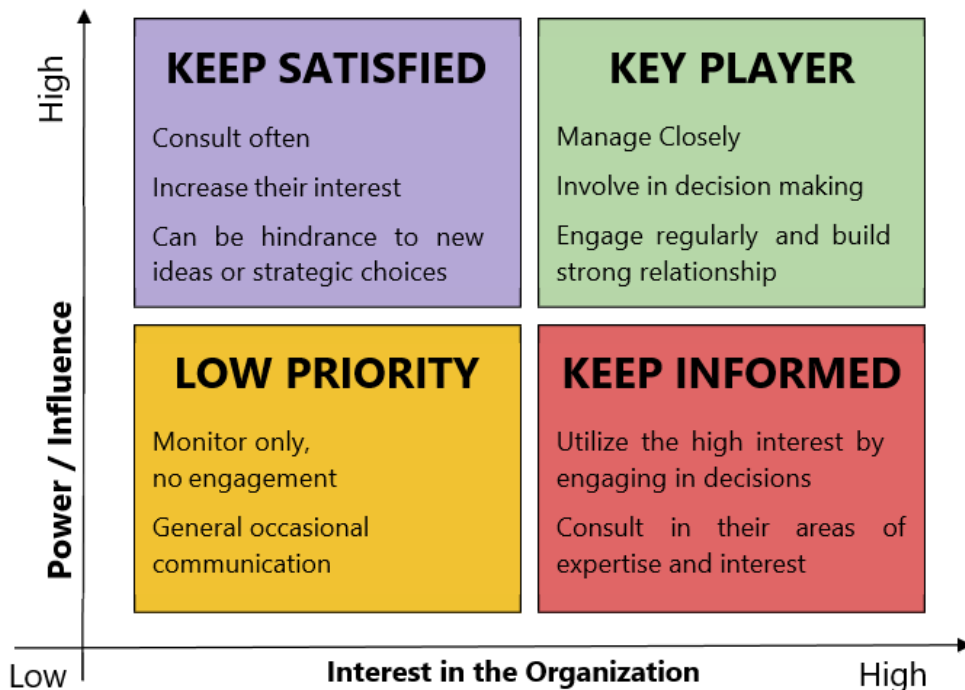 High
Power / Influence
KEEP SATISFIED
Consult often
Increase their interest
Can be hindrance to new
ideas or strategic choices
KEY PLAYER
Manage Closely
Involve in decision making
Engage regularly and build
strong relationship
LOW PRIORITY
Monitor only,
no engagement
General occasional
communication
KEEP INFORMED
Utilize the high interest by
engaging in decisions
Consult in their areas of
expertise and interest
Low
Interest in the Organization
High